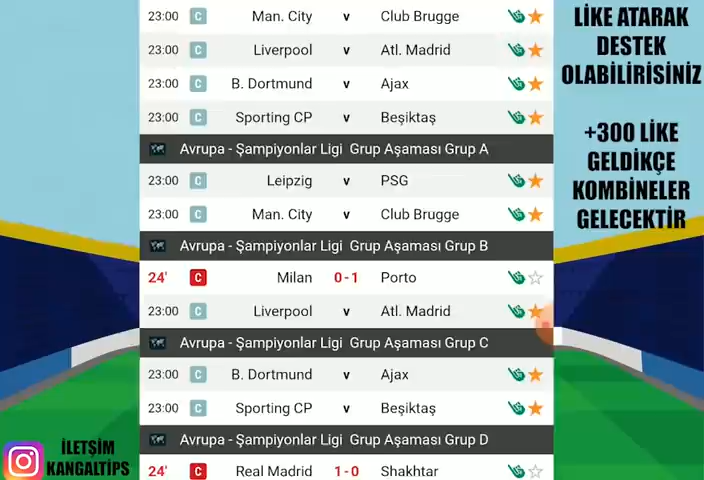 23:00 C Man. City v Club Brugge
23:00 C Liverpool v Atl. Madrid
23:00 C B. Dortmund v Ajax
23:00 C Sporting CP v Beşiktaş
Avrupa - Şampiyonlar Ligi Grup Aşaması Grup A
23:00 C Leipzig v PSG
23:00 C Man. City v Club Brugge
Avrupa - Şampiyonlar Ligi Grup Aşaması Grup B
24' C Milan 0-1 Porto
23:00 C Liverpool v Atl. Madrid
Avrupa - Şampiyonlar Ligi Grup Aşaması Grup C
23:00 C B. Dortmund v Ajax
23:00 C Sporting CP v Beşiktaş
Avrupa - Şampiyonlar Ligi Grup Aşaması Grup D
24' C Real Madrid 1-0 Shakhtar
LİKE ATARAK
DESTEK
OLABİLİRİSİNİZ
+300 LİKE
GELDİKÇE
KOMBİNELER
GELECEKTİR
İLETŞİM
KANGALTİPS